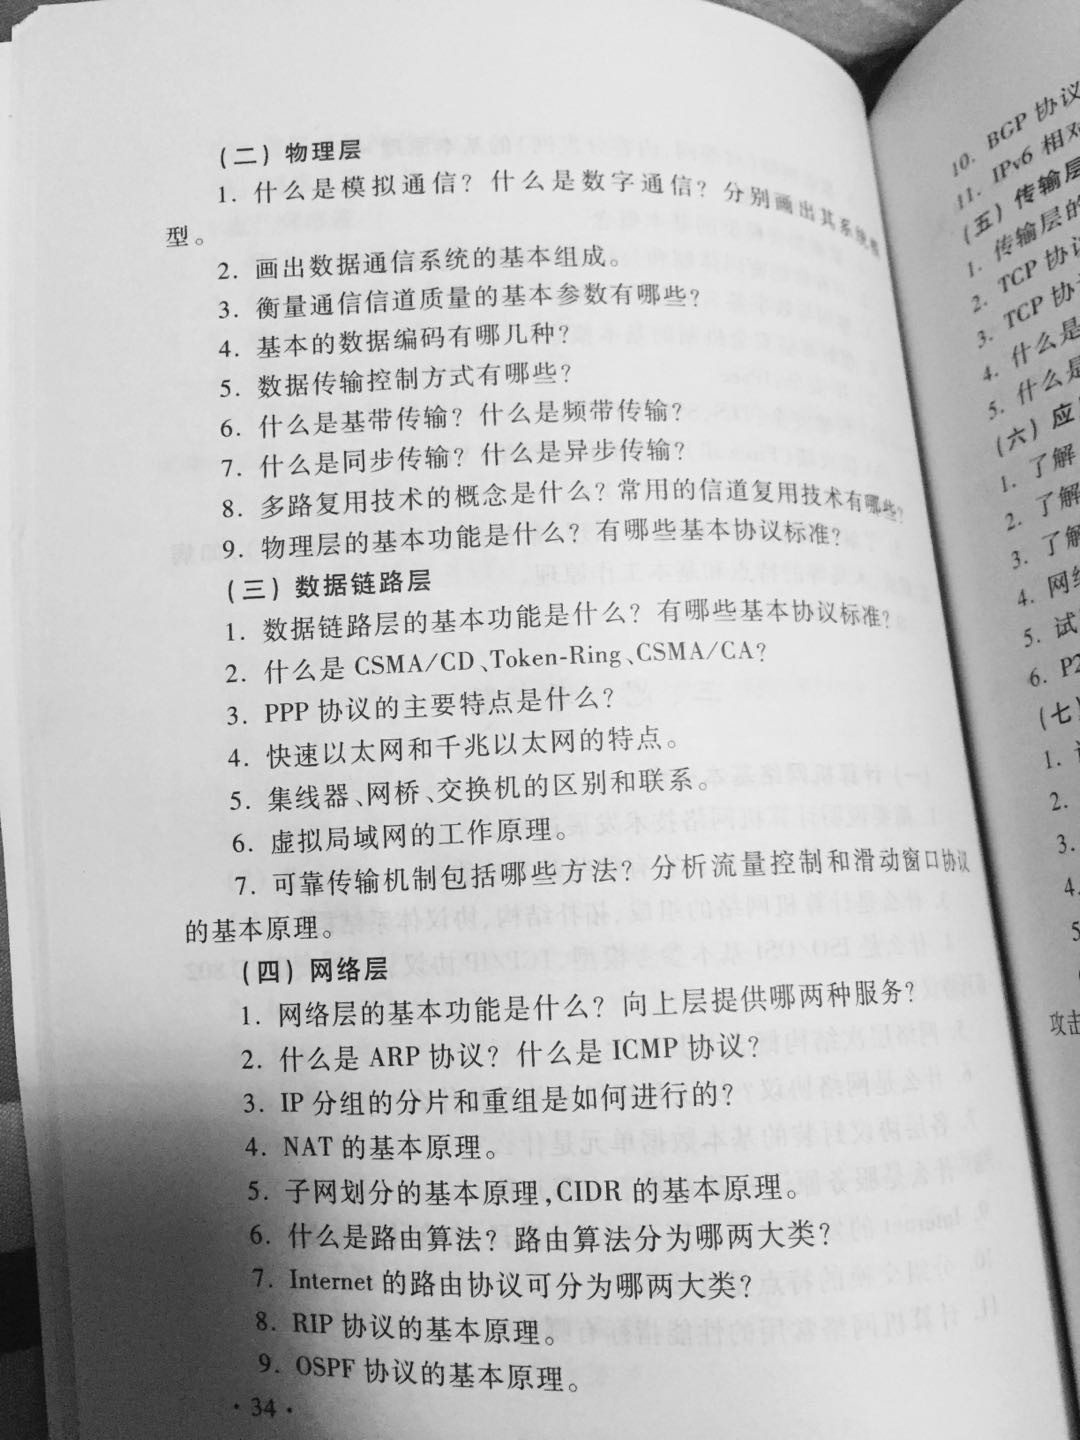 (二)物理层
1. 什么是模拟通信？什么是数字通信？分别画出其系统模
型。
2. 画出数据通信系统的基本组成。
3. 衡量通信信道质量的基本参数有哪些？
4. 基本的数据编码有哪几种？
5. 数据传输控制方式有哪些？
6. 什么是基带传输？什么是频带传输？
7. 什么是同步传输？什么是异步传输？
8. 多路复用技术的概念是什么？常用的信道复用技术有哪些？
9. 物理层的基本功能是什么？有哪些基本协议标准？
(三)数据链路层
1. 数据链路层的基本功能是什么？有哪些基本协议标准？
2. 什么是 CSMA/CD、Token-Ring、CSMA/CA?
3. PPP 协议的主要特点是什么？
4. 快速以太网和千兆以太网的特点。
5. 集线器、网桥、交换机的区别和联系。
6. 虚拟局域网的工作原理。
7. 可靠传输机制包括哪些方法？分析流量控制和滑动窗口协议
的基本原理。
(四)网络层
1. 网络层的基本功能是什么？向上层提供哪两种服务？
2. 什么是 ARP 协议？什么是 ICMP 协议？
3. IP 分组的分片和重组是如何进行的？
4. NAT 的基本原理。
5. 子网划分的基本原理,CIDR 的基本原理。
6. 什么是路由算法？路由算法分为哪两大类？
7. Internet 的路由协议可分为哪两大类？
8. RIP 协议的基本原理。
9. OSPF 协议的基本原理。
· 34 ·
10. BGP 协议
11. IPv6 相对
(五)传输层
1. 传输层的
2. TCP 协议
3. TCP 协
4. 什么是
5. 什么是
(六)应
1. 了解
2. 了解
3. 了解
4. 网络
5. 试
6. P2
(七)
1.
2.
3.
4.
5
攻击